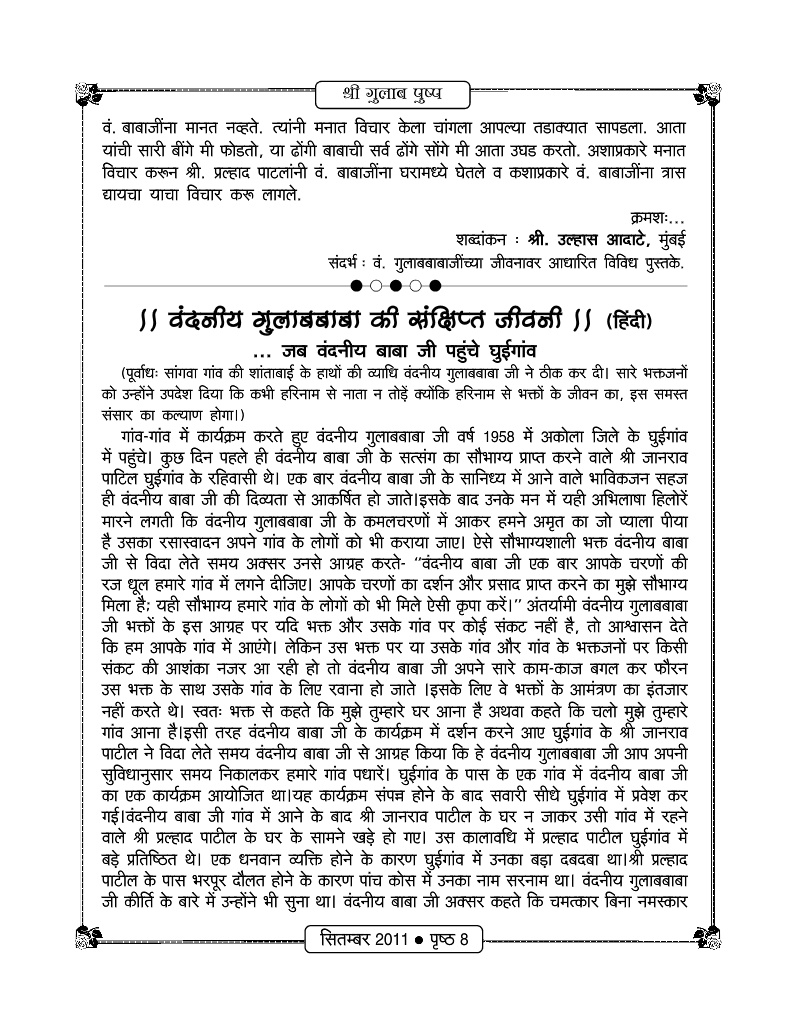 श्री गुलाब पुष्प
वं. बाबाजींना मानत नव्हते. त्यांनी मनात विचार केला चांगला आपल्या तडाक्यात सापडला. आता
यांची सारी बींगे मी फोडतो, या ढोंगी बाबाची सर्व ढोंगे सोंगे मी आता उघड करतो. अशाप्रकारे मनात
विचार करून श्री. प्रल्हाद पाटलांनी वं. बाबाजींना घरामध्ये घेतले व कशाप्रकारे वं. बाबाजींना त्रास
द्यायचा याचा विचार करू लागले.
क्रमशः...
शब्दांकन : श्री. उल्हास आदाटे, मुंबई
संदर्भ : वं. गुलाबबाबाजींच्या जीवनावर आधारित विविध पुस्तके.
।। वंदनीय गुलाबबाबा की संक्षिप्त जीवनी ।। (हिंदी)
... जब वंदनीय बाबा जी पहुंचे घुईगांव
(पूर्वाधः सांगवा गांव की शांताबाई के हाथों की व्याधि वंदनीय गुलाबबाबा जी ने ठीक कर दी। सारे भक्तजनों
को उन्होंने उपदेश दिया कि कभी हरिनाम से नाता न तोड़ें क्योंकि हरिनाम से भक्तों के जीवन का, इस समस्त
संसार का कल्याण होगा।)
गांव-गांव में कार्यक्रम करते हुए वंदनीय गुलाबबाबा जी वर्ष 1958 में अकोला जिले के घुईगांव
में पहुंचे। कुछ दिन पहले ही वंदनीय बाबा जी के सत्संग का सौभाग्य प्राप्त करने वाले श्री जानराव
पाटिल घुईगांव के रहिवासी थे। एक बार वंदनीय बाबा जी के सानिध्य में आने वाले भाविकजन सहज
ही वंदनीय बाबा जी की दिव्यता से आकर्षित हो जाते।इसके बाद उनके मन में यही अभिलाषा हिलोरें
मारने लगती कि वंदनीय गुलाबबाबा जी के कमलचरणों में आकर हमने अमृत का जो प्याला पीया
है उसका रसास्वादन अपने गांव के लोगों को भी कराया जाए। ऐसे सौभाग्यशाली भक्त वंदनीय बाबा
जी से विदा लेते समय अक्सर उनसे आग्रह करते- "वंदनीय बाबा जी एक बार आपके चरणों की
रज धूल हमारे गांव में लगने दीजिए। आपके चरणों का दर्शन और प्रसाद प्राप्त करने का मुझे सौभाग्य
मिला है; यही सौभाग्य हमारे गांव के लोगों को भी मिले ऐसी कृपा करें।" अंतर्यामी वंदनीय गुलाबबाबा
जी भक्तों के इस आग्रह पर यदि भक्त और उसके गांव पर कोई संकट नहीं है, तो आश्वासन देते
कि हम आपके गांव में आएंगे। लेकिन उस भक्त पर या उसके गांव और गांव के भक्तजनों पर किसी
संकट की आशंका नजर आ रही हो तो वंदनीय बाबा जी अपने सारे काम-काज बगल कर फौरन
उस भक्त के साथ उसके गांव के लिए रवाना हो जाते ।इसके लिए वे भक्तों के आमंत्रण का इंतजार
नहीं करते थे। स्वतः भक्त से कहते कि मुझे तुम्हारे घर आना है अथवा कहते कि चलो मुझे तुम्हारे
गांव आना है।इसी तरह वंदनीय बाबा जी के कार्यक्रम में दर्शन करने आए घुईगांव के श्री जानराव
पाटील ने विदा लेते समय वंदनीय बाबा जी से आग्रह किया कि हे वंदनीय गुलाबबाबा जी आप अपनी
सुविधानुसार समय निकालकर हमारे गांव पधारें। घुईगांव के पास के एक गांव में वंदनीय बाबा जी
का एक कार्यक्रम आयोजित था।यह कार्यक्रम संपन्न होने के बाद सवारी सीधे घुईगांव में प्रवेश कर
गई।वंदनीय बाबा जी गांव में आने के बाद श्री जानराव पाटील के घर न जाकर उसी गांव में रहने
वाले श्री प्रल्हाद पाटील के घर के सामने खड़े हो गए। उस कालावधि में प्रल्हाद पाटील घुईगांव में
बड़े प्रतिष्ठित थे। एक धनवान व्यक्ति होने के कारण घुईगांव में उनका बड़ा दबदबा था।श्री प्रल्हाद
पाटील के पास भरपूर दौलत होने के कारण पांच कोस में उनका नाम सरनाम था। वंदनीय गुलाबबाबा
जी कीर्ति के बारे में उन्होंने भी सुना था। वंदनीय बाबा जी अक्सर कहते कि चमत्कार बिना नमस्कार
सितम्बर 2011 ● पृष्ठ 8